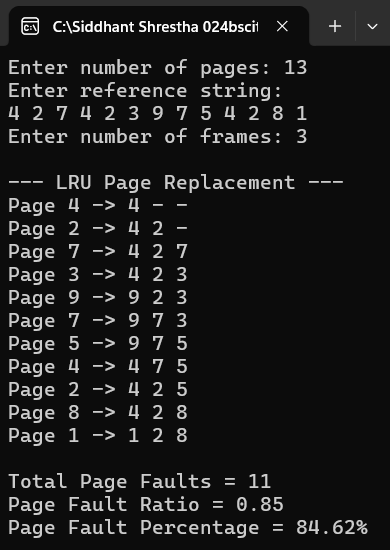 C:\Siddhant Shrestha 024bscit
Enter number of pages: 13
Enter reference string:
4 2 7 4 2 3 9 7 5 4 2 8 1
Enter number of frames: 3
--- LRU Page Replacement ---
Page 4 -> 4 - -
Page 2 -> 4 2 -
Page 7 -> 4 2 7
Page 3 -> 4 2 3
Page 9 -> 9 2 3
Page 7 -> 9 7 3
Page 5 -> 9 7 5
Page 4 -> 4 7 5
Page 2 -> 4 2 5
Page 8 -> 4 2 8
Page 1 -> 1 2 8
Total Page Faults = 11
Page Fault Ratio = 0.85
Page Fault Percentage = 84.62%